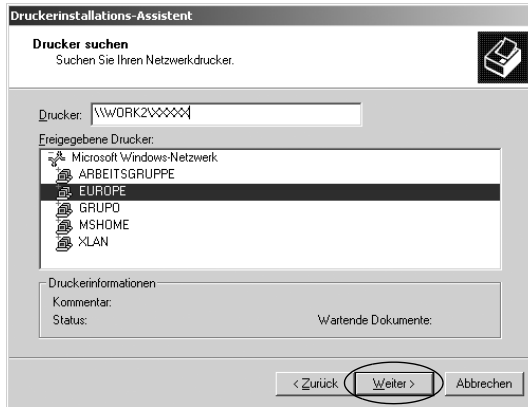 Druckerinstallations-Assistent
Drucker suchen
Suchen Sie Ihren Netzwerkdrucker.
Drucker: \\WORK2\XXXXX
Freigegebene Drucker:
Microsoft Windows-Netzwerk
ARBEITSGRUPPE
EUROPE
GRUPO
MSHOME
XLAN
Druckerinformationen
Kommentar:
Status: Wartende Dokumente:
< Zurück Weiter > Abbrechen